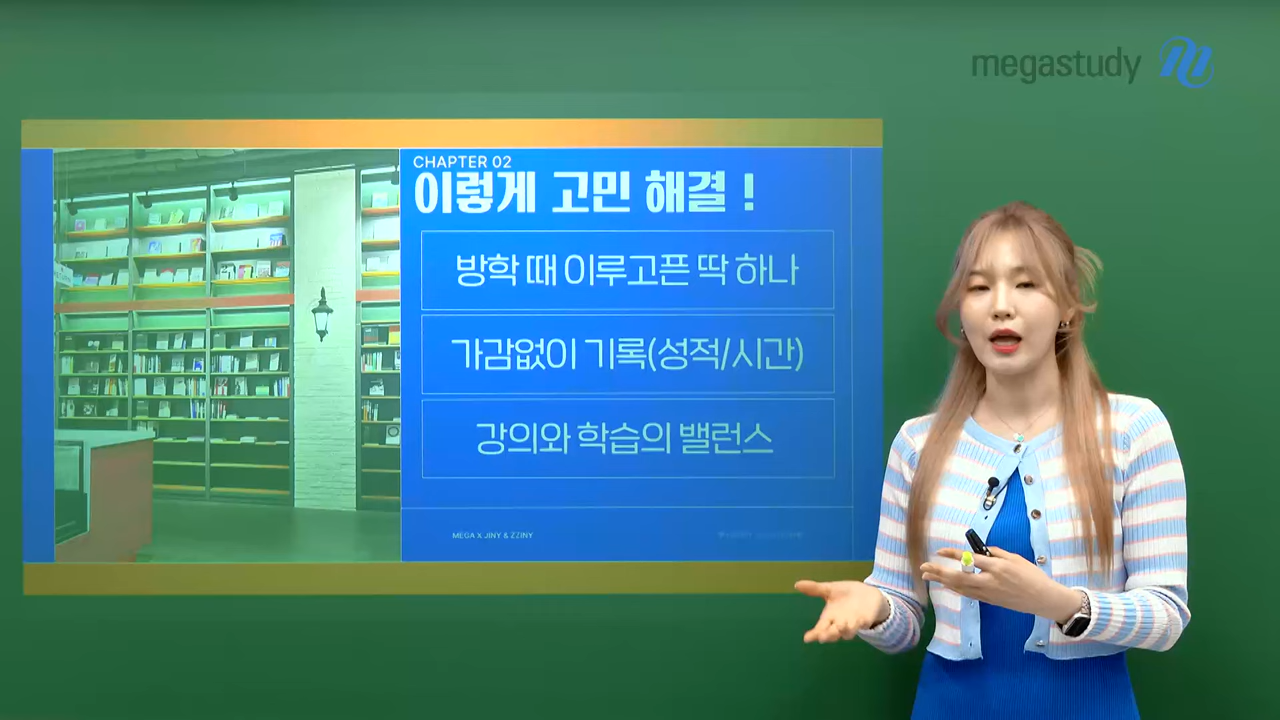 megastudy
CHAPTER 02
이렇게 고민 해결 !
방학 때 이루고픈 딱 하나
가감없이 기록(성적/시간)
강의와 학습의 밸런스
MEGA X JINY & ZZINY